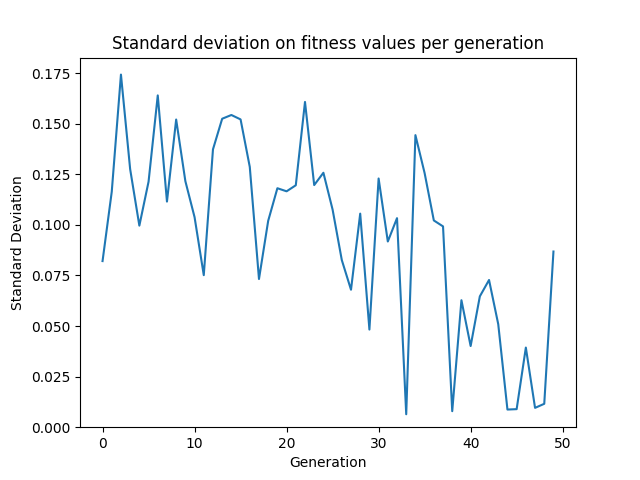 Standard deviation on fitness values per generation
0.175
0.150
0.125
0.100
0.075
0.050
0.025
0.000
Standard Deviation
0 10 20 30 40 50
Generation